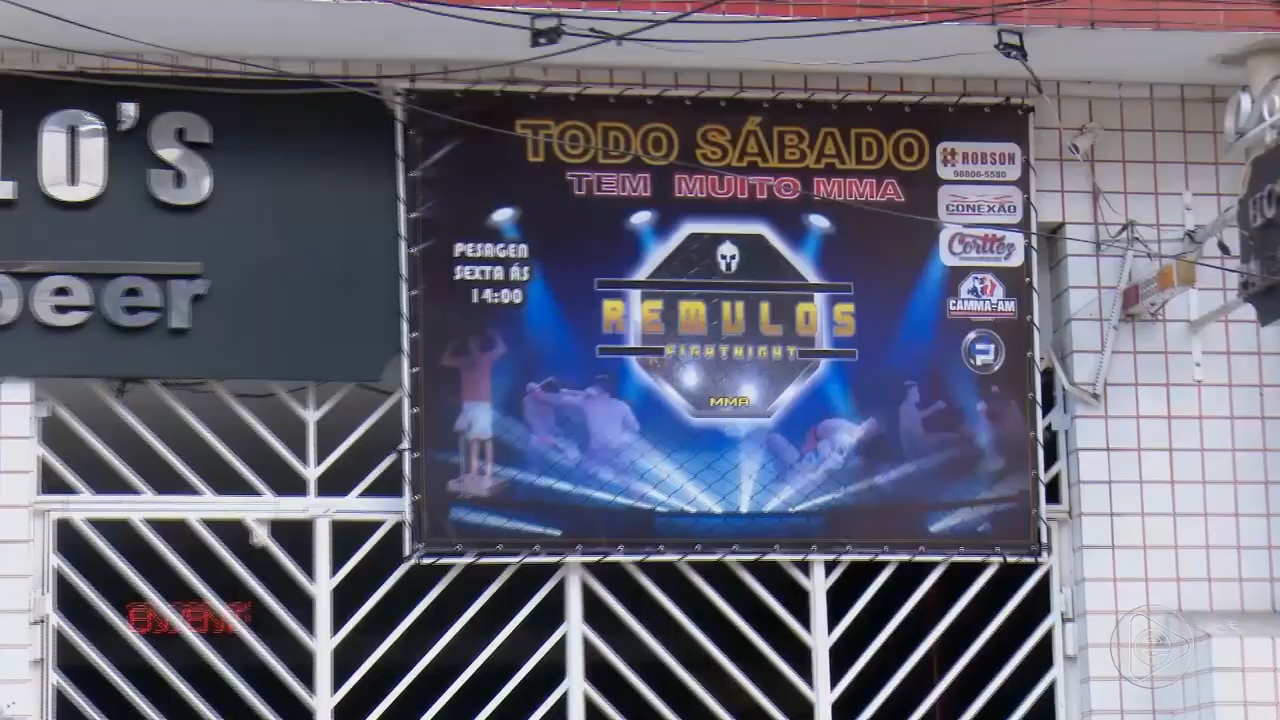 LO'S
beer
TODO SÁBADO
TEM MUITO MMA
PESAGEN
SEXTA ÁS
14:00
REMULOS
FIGHTNIGHT
MMA
# ROBSON
98806-5580
CONEXÃO
Corttez
CAMMA-AM
P